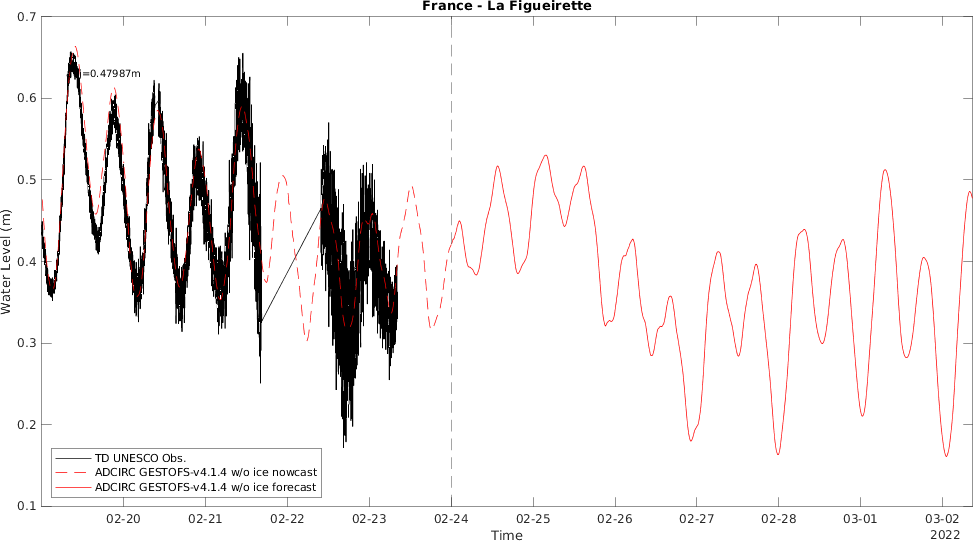 France - La Figueirette
0.7
0.6
0.5
0.4
0.3
0.2
0.1
Water Level (m)
=0.47987m
TD UNESCO Obs.
ADCIRC GESTOFS-v4.1.4 w/o ice nowcast
ADCIRC GESTOFS-v4.1.4 w/o ice forecast
02-20 02-21 02-22 02-23 02-24 02-25 02-26 02-27 02-28 03-01 03-02
2022
Time